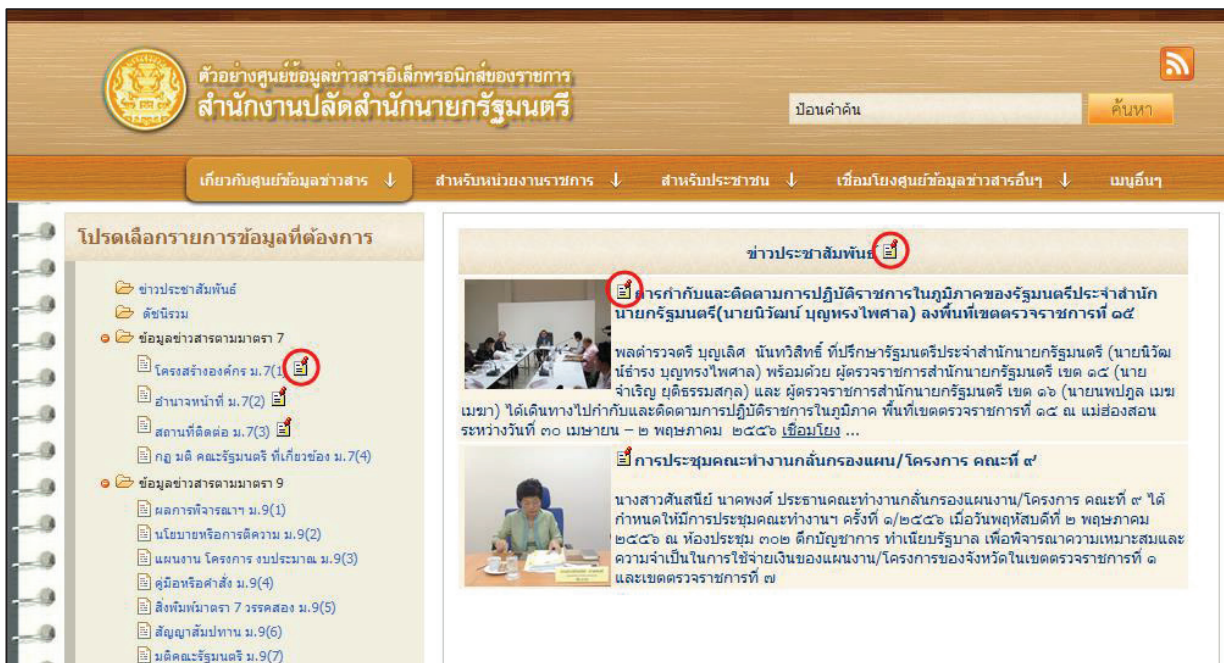 ตัวอย่างศูนย์ข้อมูลข่าวสารอิเล็กทรอนิกส์ของราชการ
สำนักงานปลัดสำนักนายกรัฐมนตรี
ป้อนคำค้น
ค้นหา
เกี่ยวกับศูนย์ข้อมูลข่าวสาร ↓ สำหรับหน่วยงานราชการ ↓ สำหรับประชาชน ↓ เชื่อมโยงศูนย์ข้อมูลข่าวสารอื่นๆ ↓ เมนูอื่นๆ
โปรดเลือกรายการข้อมูลที่ต้องการ
ข่าวประชาสัมพันธ์
ดัชนีรวม
ข้อมูลข่าวสารตามมาตรา 7
โครงสร้างองค์กร ม.7(1)
อำนาจหน้าที่ ม.7(2)
สถานที่ติดต่อ ม.7(3)
กฎ มติ คณะรัฐมนตรี ที่เกี่ยวข้อง ม.7(4)
ข้อมูลข่าวสารตามมาตรา 9
ผลการพิจารณาฯ ม.9(1)
นโยบายหรือการตีความ ม.9(2)
แผนงาน โครงการ งบประมาณ ม.9(3)
คู่มือหรือคำสั่ง ม.9(4)
สิ่งพิมพ์มาตรา 7 วรรคสอง ม.9(5)
สัญญาสัมปทาน ม.9(6)
มติคณะรัฐมนตรี ม.9(7)
ข่าวประชาสัมพันธ์
การกำกับและติดตามการปฏิบัติราชการในภูมิภาคของรัฐมนตรีประจำสำนัก
นายกรัฐมนตรี(นายนิวัฒน์ บุญทรงไพศาล) ลงพื้นที่เขตตรวจราชการที่ ๑๕
พลตำรวจตรี บุญเลิศ นันทวิสิทธิ์ ที่ปรึกษารัฐมนตรีประจำสำนักนายกรัฐมนตรี (นายนิวัฒ
น์ธำรง บุญทรงไพศาล) พร้อมด้วย ผู้ตรวจราชการสำนักนายกรัฐมนตรี เขต ๑๕ (นาย
จำเริญ ยุติธรรมสกุล) และ ผู้ตรวจราชการสำนักนายกรัฐมนตรี เขต ๑๖ (นายนพปฎล เมฆ
เมฆา) ได้เดินทางไปกำกับและติดตามการปฏิบัติราชการในภูมิภาค พื้นที่เขตตรวจราชการที่ ๑๕ ณ แม่ฮ่องสอน
ระหว่างวันที่ ๓๐ เมษายน – ๒ พฤษภาคม ๒๕๕๖ เชื่อมโยง ...
การประชุมคณะทำงานกลั่นกรองแผน/โครงการ คณะที่ ๙
นางสาวศันสนีย์ นาคพงศ์ ประธานคณะทำงานกลั่นกรองแผนงาน/โครงการ คณะที่ ๙ ได้
กำหนดให้มีการประชุมคณะทำงานฯ ครั้งที่ ๑/๒๕๕๖ เมื่อวันพฤหัสบดีที่ ๒ พฤษภาคม
๒๕๕๖ ณ ห้องประชุม ๓๐๒ ตึกบัญชาการ ทำเนียบรัฐบาล เพื่อพิจารณาความเหมาะสมและ
ความจำเป็นในการใช้จ่ายเงินของแผนงาน/โครงการของจังหวัดในเขตตรวจราชการที่ ๑
และเขตตรวจราชการที่ ๗